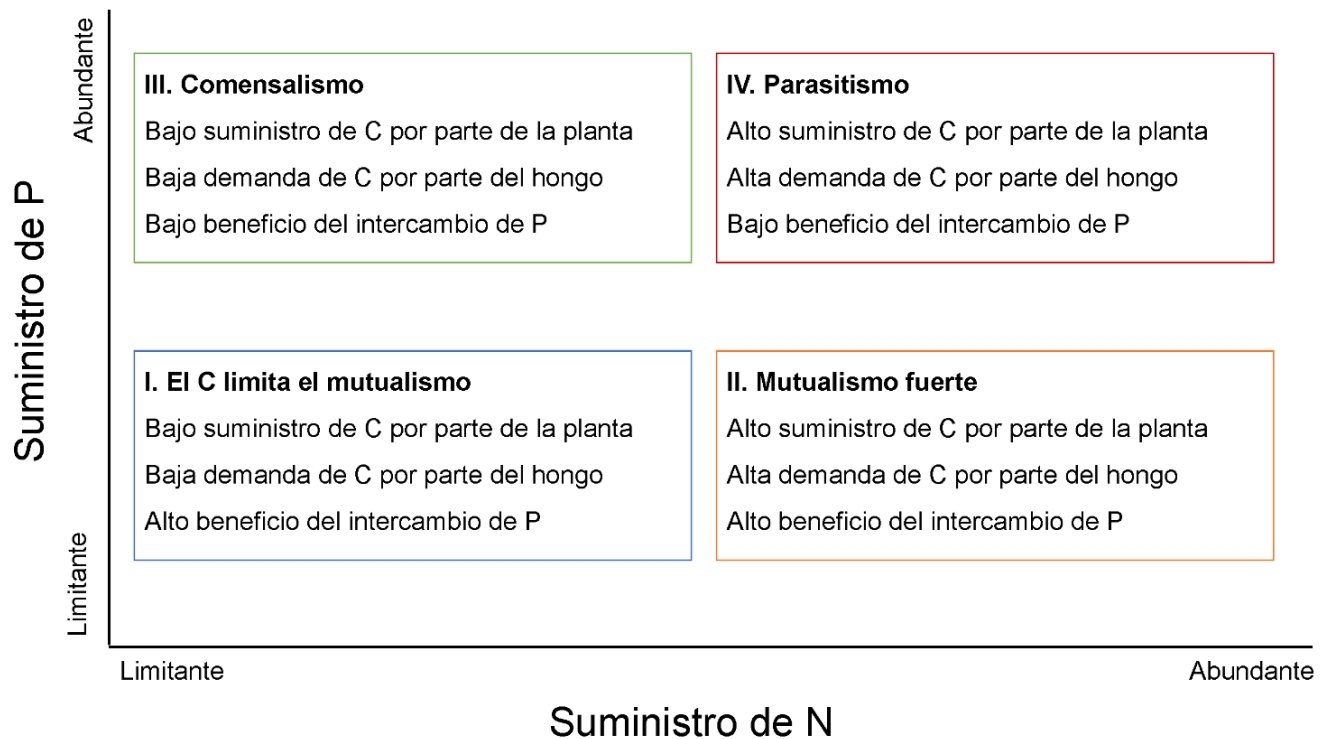 Suministro de P
Abundante
Limitante
III. Comensalismo
Bajo suministro de C por parte de la planta
Baja demanda de C por parte del hongo
Bajo beneficio del intercambio de P
IV. Parasitismo
Alto suministro de C por parte de la planta
Alta demanda de C por parte del hongo
Bajo beneficio del intercambio de P
I. El C limita el mutualismo
Bajo suministro de C por parte de la planta
Baja demanda de C por parte del hongo
Alto beneficio del intercambio de P
II. Mutualismo fuerte
Alto suministro de C por parte de la planta
Alta demanda de C por parte del hongo
Alto beneficio del intercambio de P
Limitante
Abundante
Suministro de N